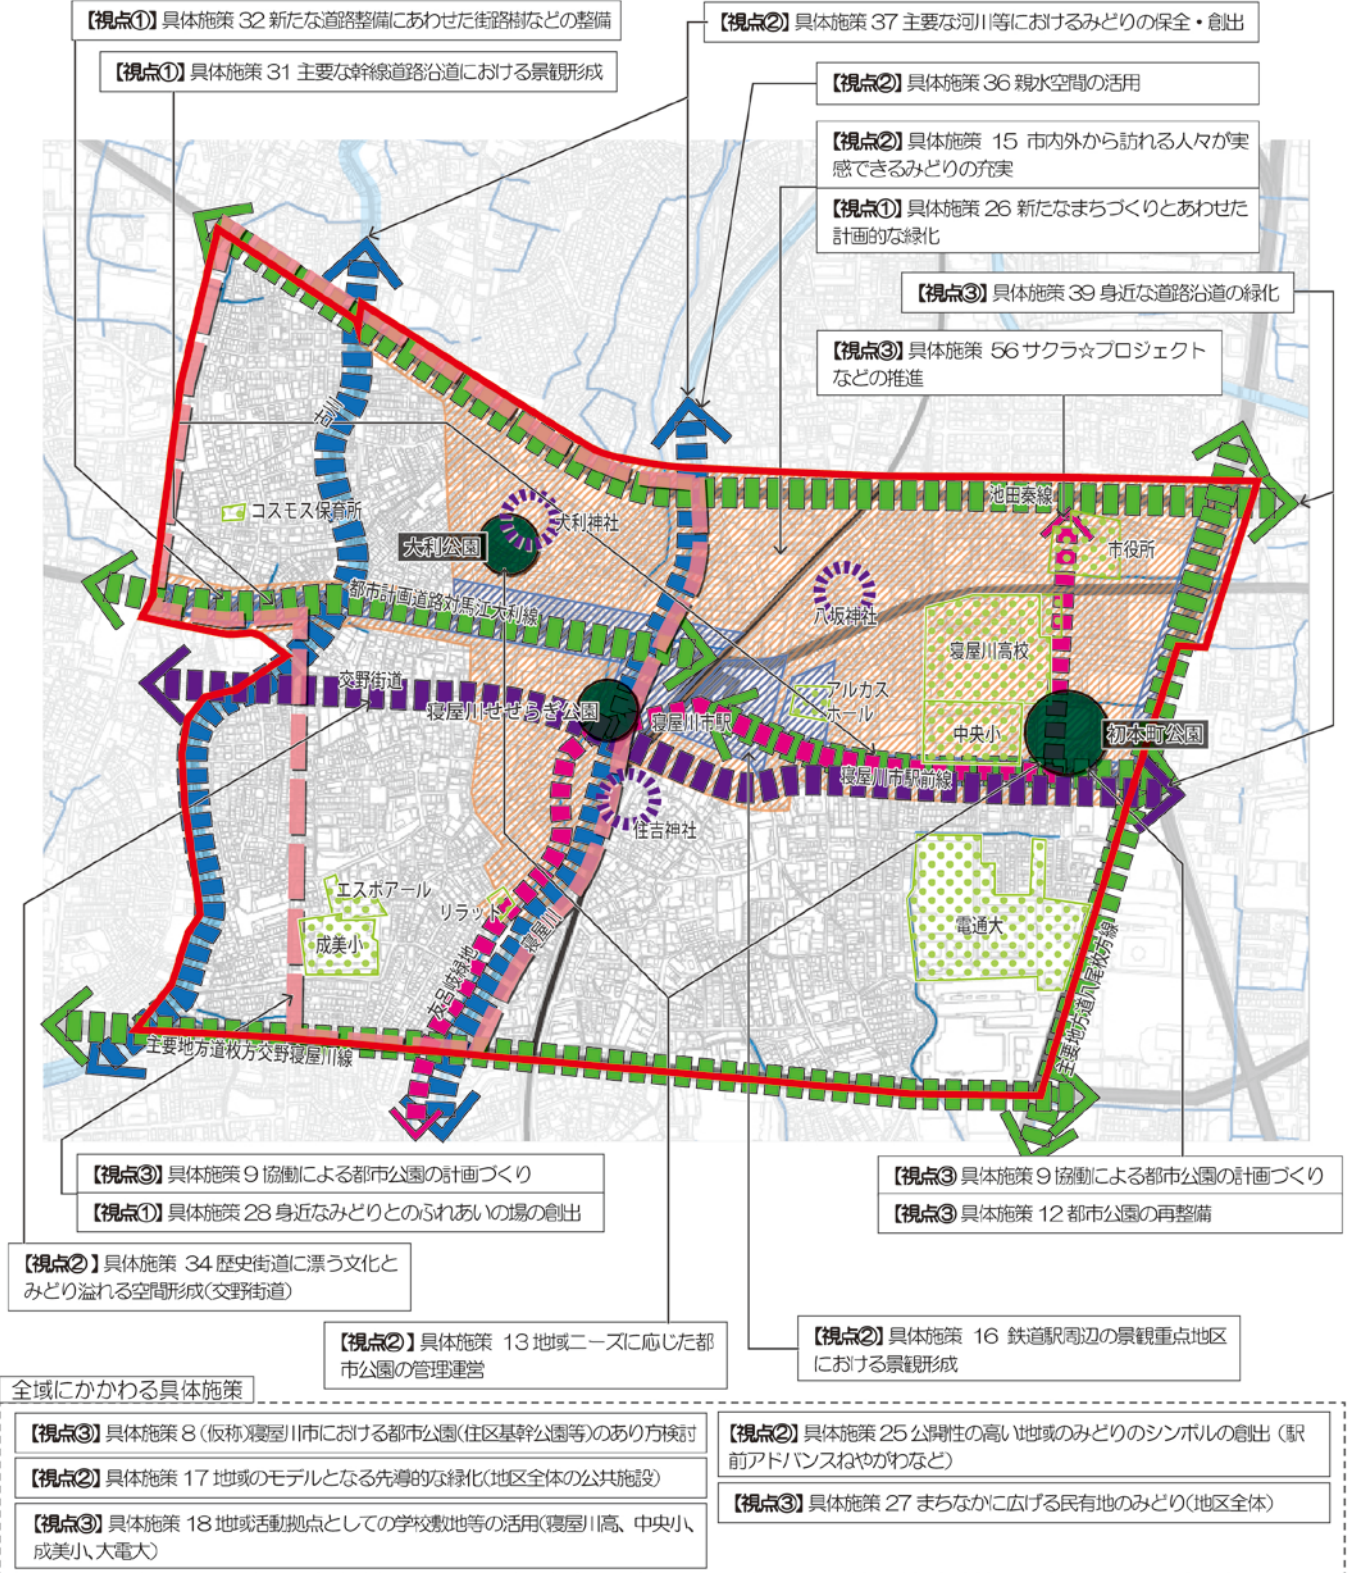 【視点①】具体施策 32 新たな道路整備にあわせた街路樹などの整備
【視点②】具体施策 37 主要な河川等におけるみどりの保全・創出
【視点①】具体施策 31 主要な幹線道路沿道における景観形成
【視点②】具体施策 36 親水空間の活用
【視点②】具体施策 15 市内外から訪れる人々が実
感できるみどりの充実
【視点①】具体施策 26 新たなまちづくりとあわせた
計画的な緑化
【視点③】具体施策 39 身近な道路沿道の緑化
【視点③】具体施策 56 サクラ☆プロジェクト
などの推進
古川
池田秦線
コスモス保育所
大利神社
大利公園
市役所
都市計画道路対馬江大利線
八坂神社
寝屋川高校
交野街道
アルカス
ホール
寝屋川せせらぎ公園
寝屋川市駅
中央小
初本町公園
寝屋川市駅前線
住吉神社
エスポアール
リラット
成美小
電通大
寝屋川
友呂岐緑地
主要地方道八尾枚方線
主要地方道枚方交野寝屋川線
【視点③】具体施策 9 協働による都市公園の計画づくり
【視点①】具体施策 28 身近なみどりとのふれあいの場の創出
【視点③ 具体施策 9 協働による都市公園の計画づくり
【視点③ 具体施策 12 都市公園の再整備
【視点② 】具体施策 34 歴史街道に漂う文化と
みどり溢れる空間形成(交野街道)
【視点② 】具体施策 13 地域ニーズに応じた都
市公園の管理運営
【視点②】具体施策 16 鉄道駅周辺の景観重点地区
における景観形成
全域にかかわる具体施策
【視点③】具体施策 8 (仮称)寝屋川市における都市公園(住区基幹公園等)のあり方検討
【視点②】具体施策 17 地域のモデルとなる先導的な緑化(地区全体の公共施設)
【視点③】具体施策 18 地域活動拠点としての学校敷地等の活用(寝屋川高、中央小、
成美小、大電大)
【視点②】具体施策 25 公開性の高い地域のみどりのシンボルの創出(駅
前アドバンスねやがわなど)
【視点③】具体施策 27 まちなかに広げる民有地のみどり(地区全体)